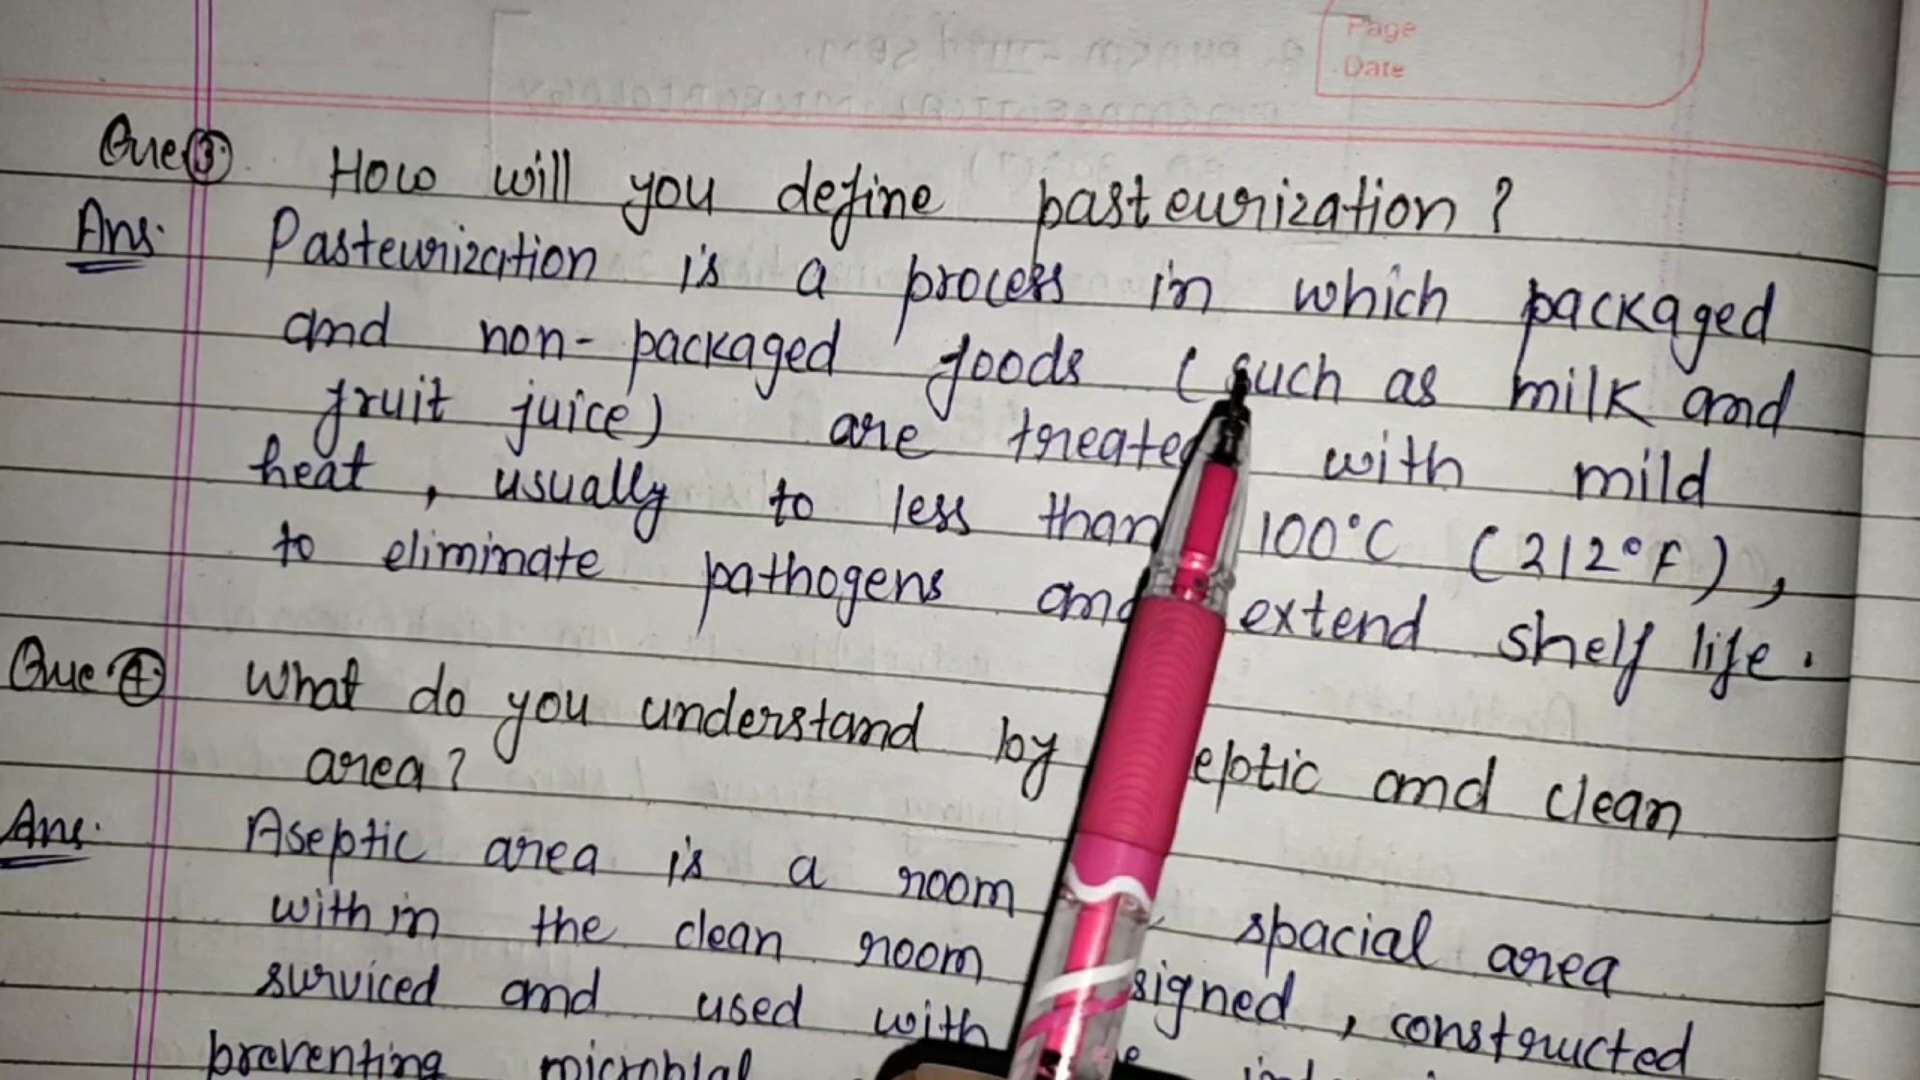 Page
Date
Que ③ How will you define pasteurization ?
Ans. Pasteurization is a process in which packaged
and non-packaged foods (such as milk and
fruit juice) are treated with mild
heat , usually to less than 100°C (212°F) ,
to eliminate pathogens and extend shelf life .
Que ④ What do you understand by eptic and clean
area ?
Ans. Aseptic area is a room spacial area
within the clean room signed , constructed
surviced and used with
preventing microbial